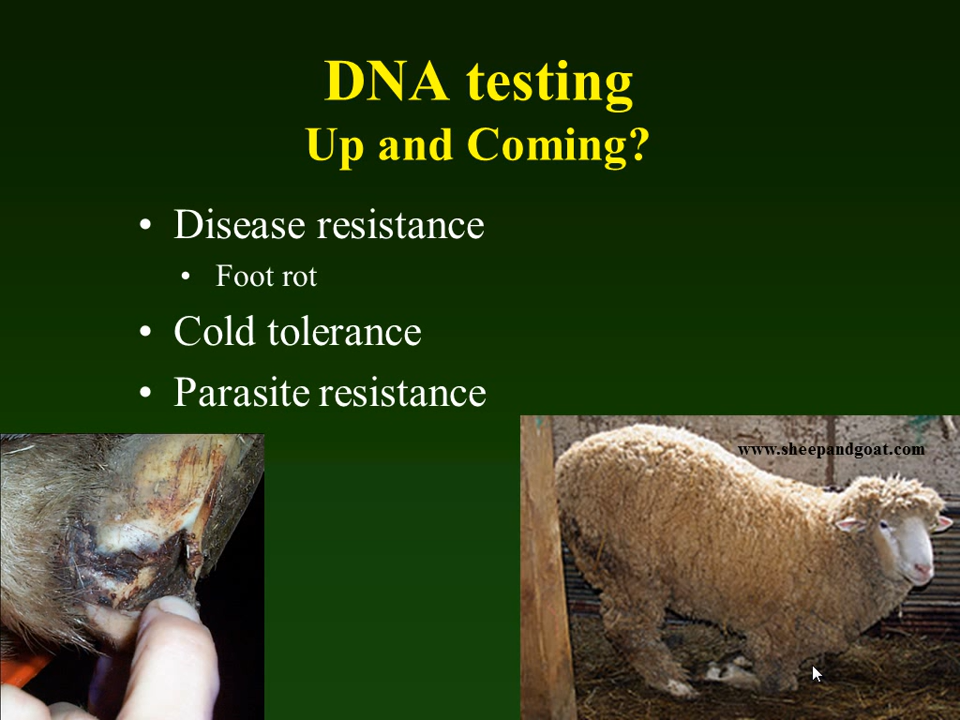 DNA testing
Up and Coming?
• Disease resistance
• Foot rot
• Cold tolerance
• Parasite resistance
www.sheepandgoat.com